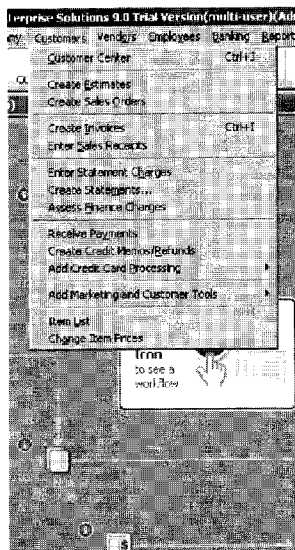 terprise Solutions 9.0 Trial Version(multi-user)(Ad
ny Customers Vendors Employees Banking Report
Customer Center Ctrl+J
Create Estimates
Create Sales Orders
Create Invoices Ctrl+I
Enter Sales Receipts
Enter Statement Charges
Create Statements...
Assess Finance Charges
Receive Payments
Create Credit Memos/Refunds
Add Credit Card Processing
Add Marketing and Customer Tools
Item List
Change Item Prices
Icon
to see a
workflow
$